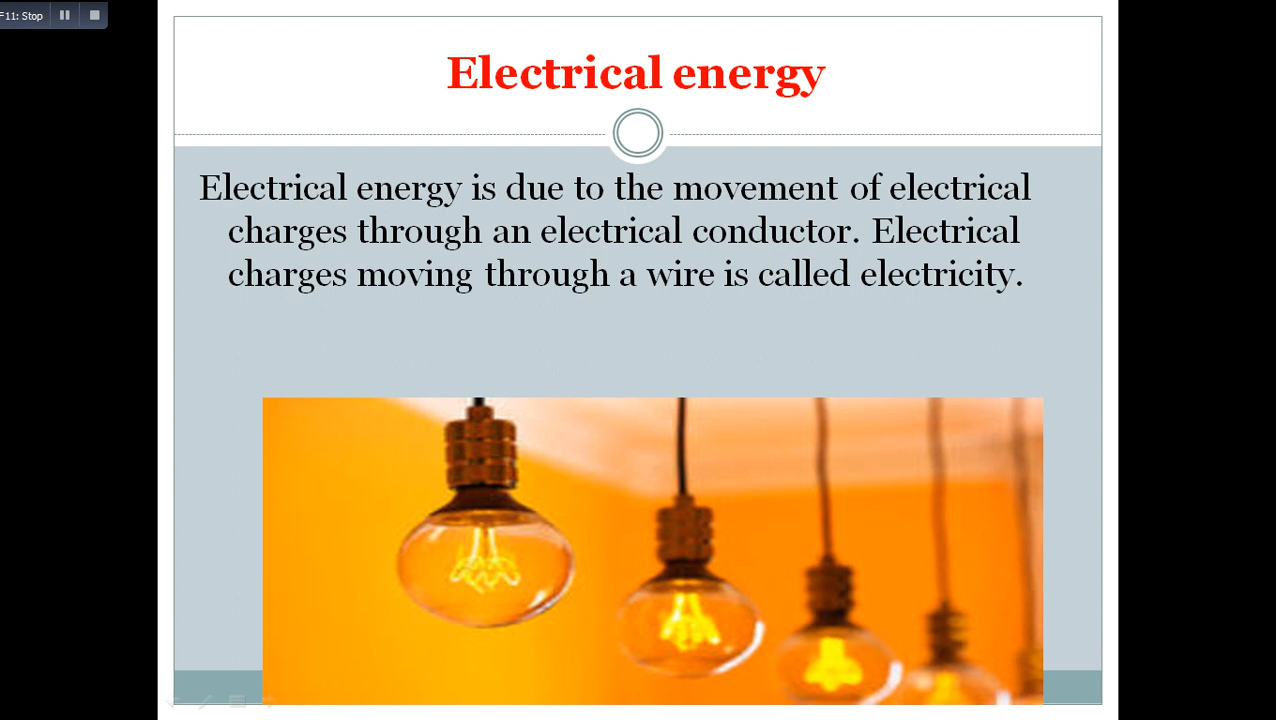 F11: Stop
Electrical energy
Electrical energy is due to the movement of electrical
charges through an electrical conductor. Electrical
charges moving through a wire is called electricity.